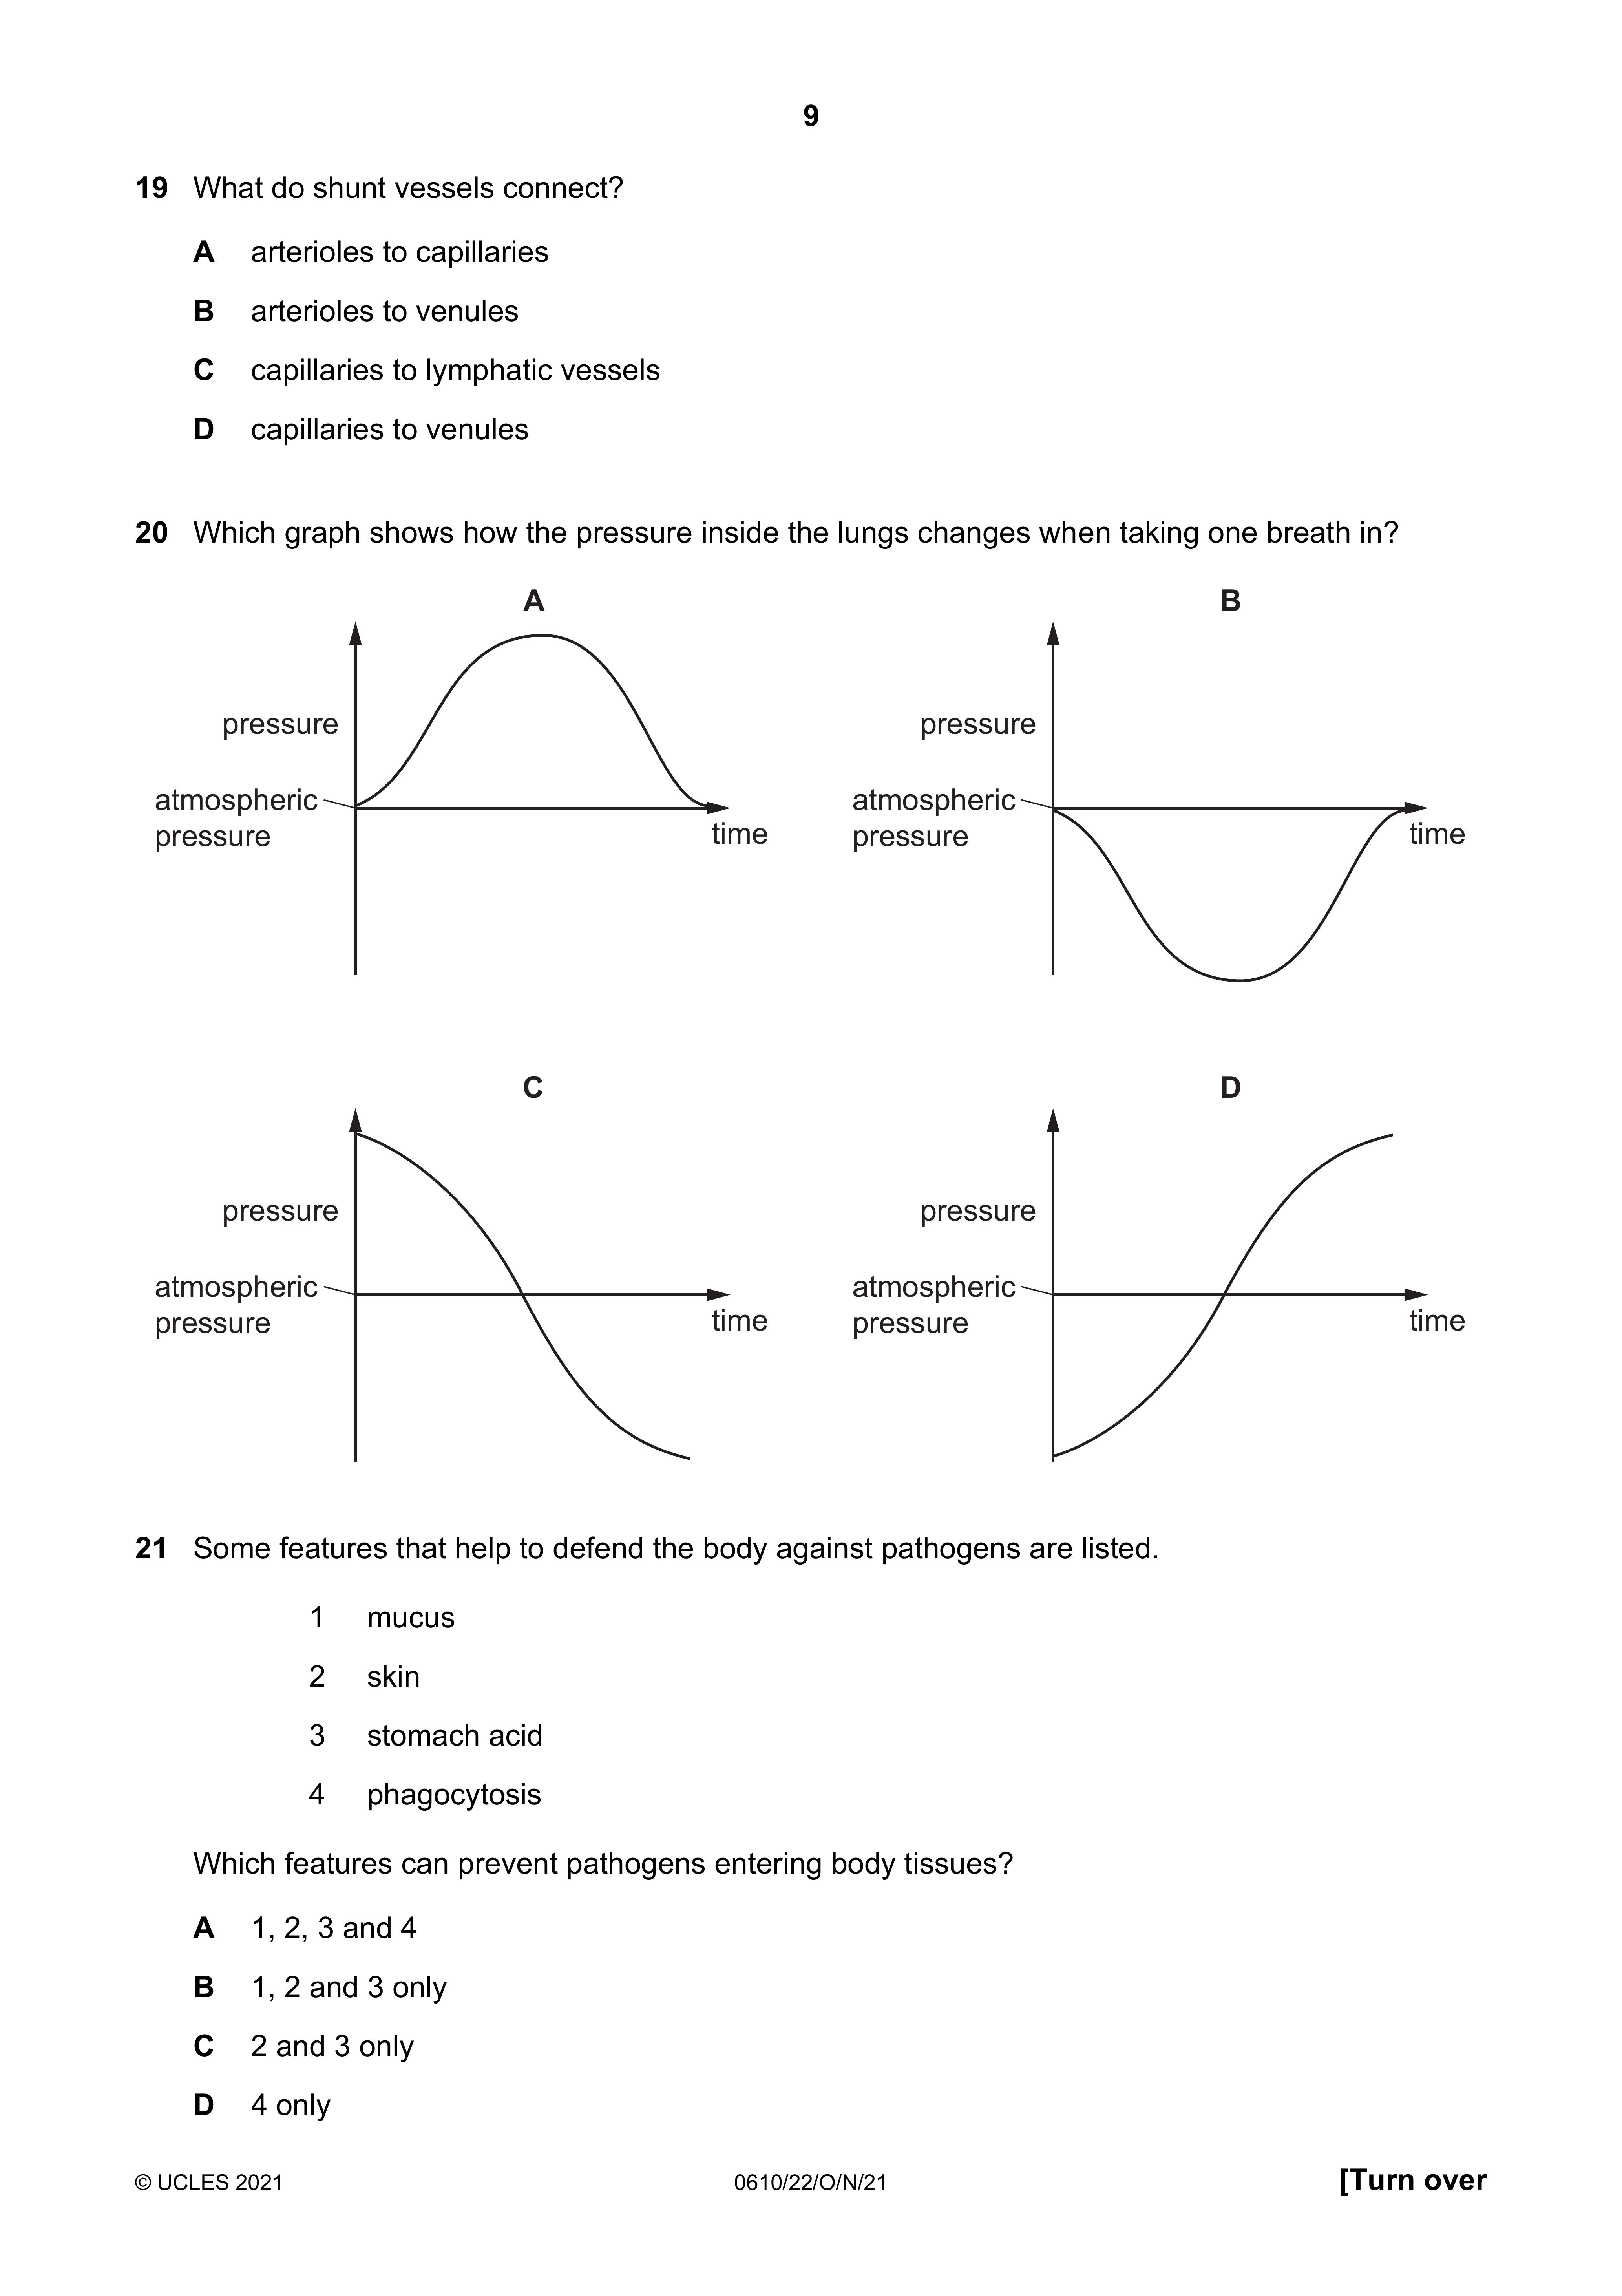 9
19 What do shunt vessels connect?
A arterioles to capillaries
B arterioles to venules
C capillaries to lymphatic vessels
D capillaries to venules
20 Which graph shows how the pressure inside the lungs changes when taking one breath in?
A
pressure
atmospheric
pressure
time
B
pressure
atmospheric
pressure
time
C
pressure
atmospheric
pressure
time
D
pressure
atmospheric
pressure
time
21 Some features that help to defend the body against pathogens are listed.
1 mucus
2 skin
3 stomach acid
4 phagocytosis
Which features can prevent pathogens entering body tissues?
A 1, 2, 3 and 4
B 1, 2 and 3 only
C 2 and 3 only
D 4 only
© UCLES 2021 0610/22/O/N/21 [Turn over